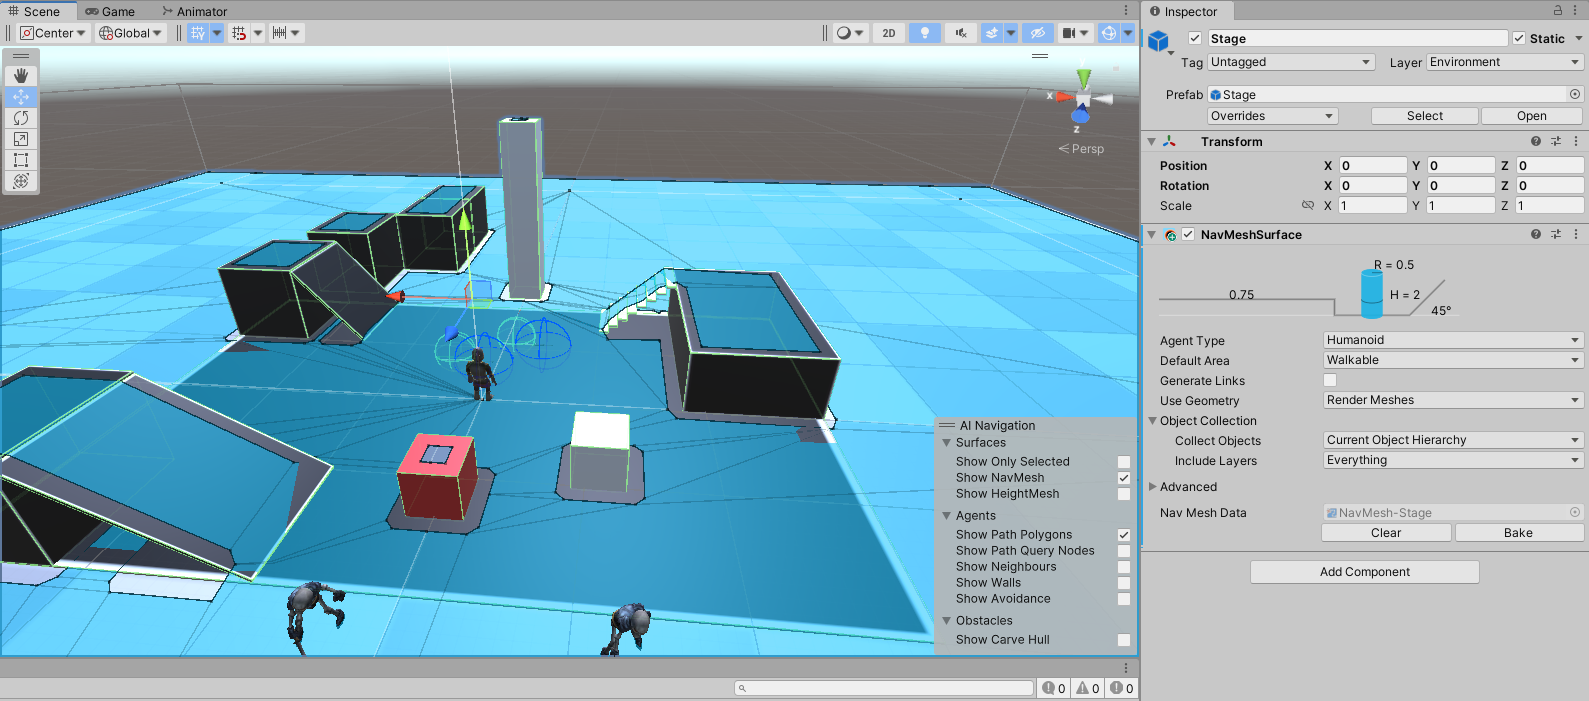 Scene Game Animator
Center Global 2D
x
z
Persp
AI Navigation
Surfaces
Show Only Selected
Show NavMesh
Show HeightMesh
Agents
Show Path Polygons
Show Path Query Nodes
Show Neighbours
Show Walls
Show Avoidance
Obstacles
Show Carve Hull
0 0 0
Inspector
Stage Static
Tag Untagged Layer Environment
Prefab Stage
Overrides Select Open
Transform
Position X 0 Y 0 Z 0
Rotation X 0 Y 0 Z 0
Scale X 1 Y 1 Z 1
NavMeshSurface
R = 0.5
0.75 H = 2
45°
Agent Type Humanoid
Default Area Walkable
Generate Links
Use Geometry Render Meshes
Object Collection
Collect Objects Current Object Hierarchy
Include Layers Everything
Advanced
Nav Mesh Data NavMesh-Stage
Clear Bake
Add Component